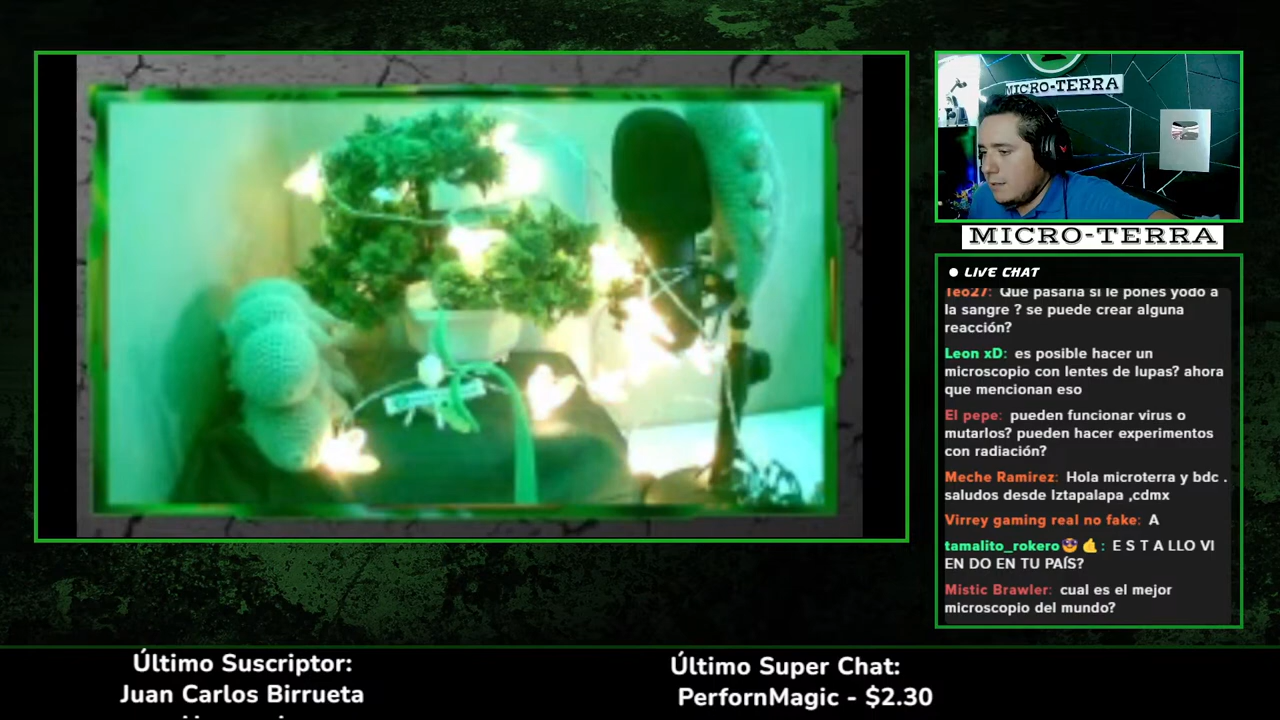 MICRO-TERRA
MICRO-TERRA
LIVE CHAT
Teo27: Que pasaría si le pones yodo a
la sangre ? se puede crear alguna
reacción?
Leon xD: es posible hacer un
microscopio con lentes de lupas? ahora
que mencionan eso
El pepe: pueden funcionar virus o
mutarlos? pueden hacer experimentos
con radiación?
Meche Ramirez: Hola microterra y bdc .
saludos desde Iztapalapa ,cdmx
Virrey gaming real no fake: A
tamalito_rokero😎🤙: E S T A LLO VI
EN DO EN TU PAÍS?
Mistic Brawler: cual es el mejor
microscopio del mundo?
Último Suscriptor:
Juan Carlos Birrueta
Último Super Chat:
PerfornMagic - $2.30